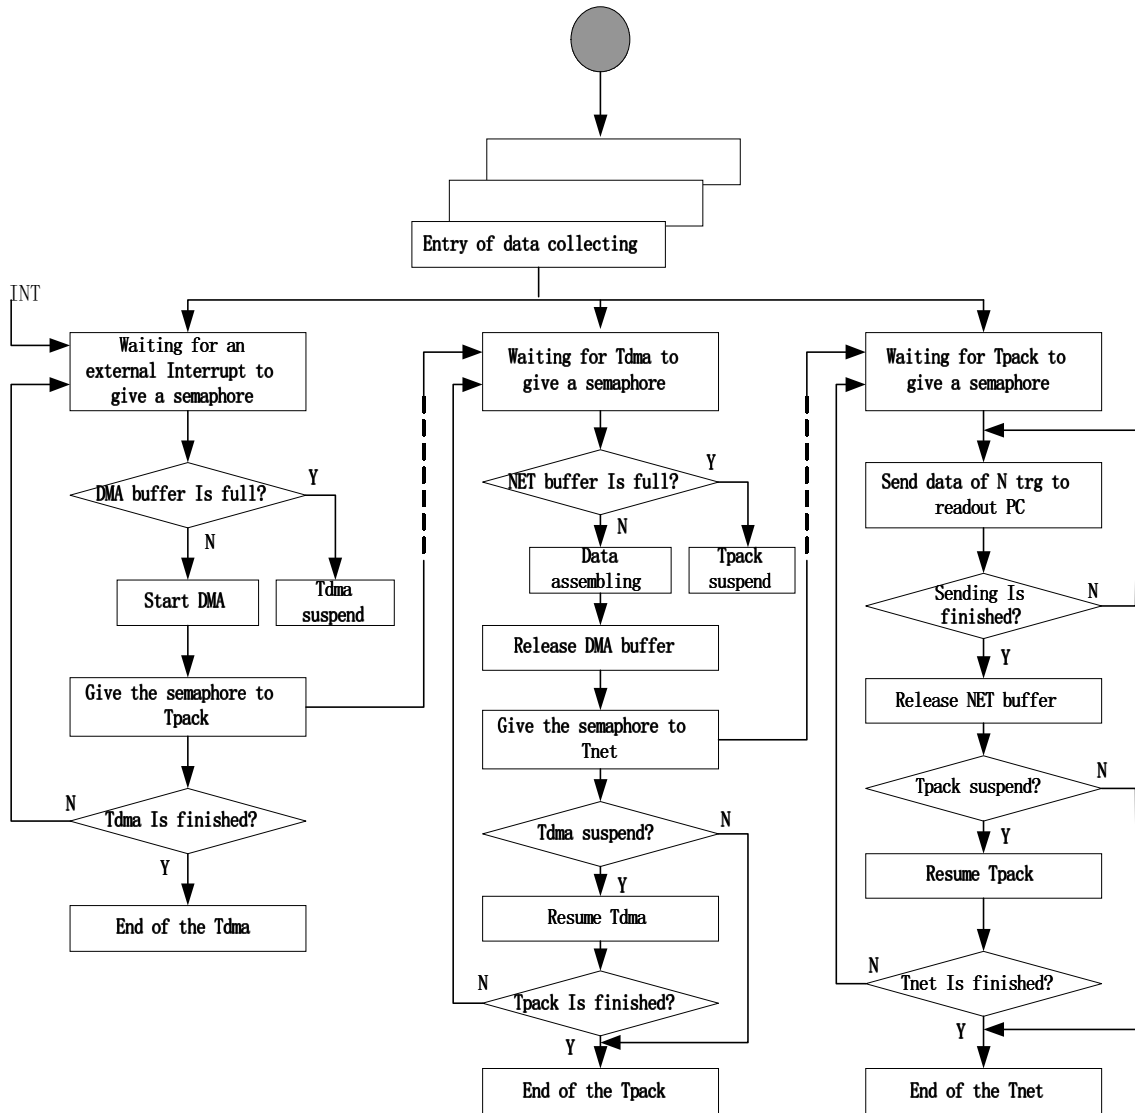 Entry of data collecting
INT
Waiting for an
external Interrupt to
give a semaphore
DMA buffer Is full?
Y
N
Start DMA
Tdma
suspend
Give the semaphore to
Tpack
N
Tdma Is finished?
Y
End of the Tdma
Waiting for Tdma to
give a semaphore
NET buffer Is full?
Y
N
Data
assembling
Tpack
suspend
Release DMA buffer
Give the semaphore to
Tnet
Tdma suspend?
N
Y
Resume Tdma
N
Tpack Is finished?
Y
End of the Tpack
Waiting for Tpack to
give a semaphore
Send data of N trg to
readout PC
Sending Is
finished?
N
Y
Release NET buffer
Tpack suspend?
N
Y
Resume Tpack
N
Tnet Is finished?
Y
End of the Tnet